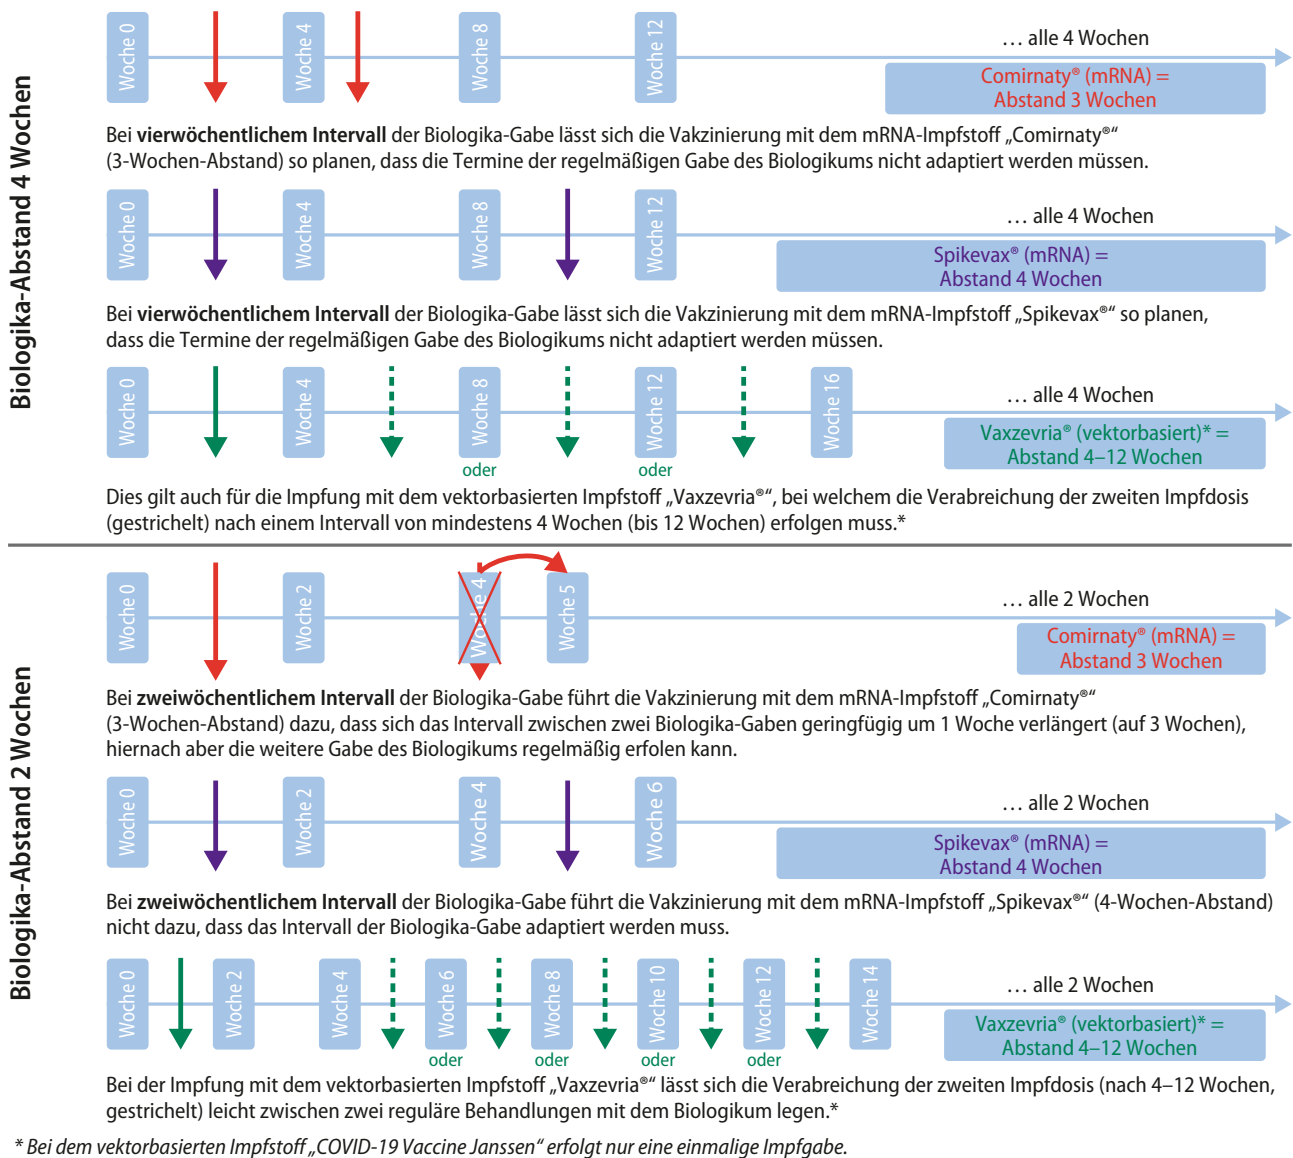 Biologika-Abstand 4 Wochen
Woche 0
Woche 4
Woche 8
Woche 12
… alle 4 Wochen
Comirnaty® (mRNA) =
Abstand 3 Wochen
Bei vierwöchentlichem Intervall der Biologika-Gabe lässt sich die Vakzinierung mit dem mRNA-Impfstoff „Comirnaty®“
(3-Wochen-Abstand) so planen, dass die Termine der regelmäßigen Gabe des Biologikums nicht adaptiert werden müssen.
Woche 0
Woche 4
Woche 8
Woche 12
… alle 4 Wochen
Spikevax® (mRNA) =
Abstand 4 Wochen
Bei vierwöchentlichem Intervall der Biologika-Gabe lässt sich die Vakzinierung mit dem mRNA-Impfstoff „Spikevax®“ so planen,
dass die Termine der regelmäßigen Gabe des Biologikums nicht adaptiert werden müssen.
Woche 0
Woche 4
Woche 8
Woche 12
Woche 16
oder
oder
… alle 4 Wochen
Vaxzevria® (vektorbasiert)* =
Abstand 4–12 Wochen
Dies gilt auch für die Impfung mit dem vektorbasierten Impfstoff „Vaxzevria®“, bei welchem die Verabreichung der zweiten Impfdosis
(gestrichelt) nach einem Intervall von mindestens 4 Wochen (bis 12 Wochen) erfolgen muss.*
Biologika-Abstand 2 Wochen
Woche 0
Woche 2
Woche 4
Woche 5
… alle 2 Wochen
Comirnaty® (mRNA) =
Abstand 3 Wochen
Bei zweiwöchentlichem Intervall der Biologika-Gabe führt die Vakzinierung mit dem mRNA-Impfstoff „Comirnaty®“
(3-Wochen-Abstand) dazu, dass sich das Intervall zwischen zwei Biologika-Gaben geringfügig um 1 Woche verlängert (auf 3 Wochen),
hiernach aber die weitere Gabe des Biologikums regelmäßig erfolen kann.
Woche 0
Woche 2
Woche 4
Woche 6
… alle 2 Wochen
Spikevax® (mRNA) =
Abstand 4 Wochen
Bei zweiwöchentlichem Intervall der Biologika-Gabe führt die Vakzinierung mit dem mRNA-Impfstoff „Spikevax®“ (4-Wochen-Abstand)
nicht dazu, dass das Intervall der Biologika-Gabe adaptiert werden muss.
Woche 0
Woche 2
Woche 4
Woche 6
Woche 8
Woche 10
Woche 12
Woche 14
oder
oder
oder
oder
… alle 2 Wochen
Vaxzevria® (vektorbasiert)* =
Abstand 4–12 Wochen
Bei der Impfung mit dem vektorbasierten Impfstoff „Vaxzevria®“ lässt sich die Verabreichung der zweiten Impfdosis (nach 4–12 Wochen,
gestrichelt) leicht zwischen zwei reguläre Behandlungen mit dem Biologikum legen.*
* Bei dem vektorbasierten Impfstoff „COVID-19 Vaccine Janssen“ erfolgt nur eine einmalige Impfgabe.